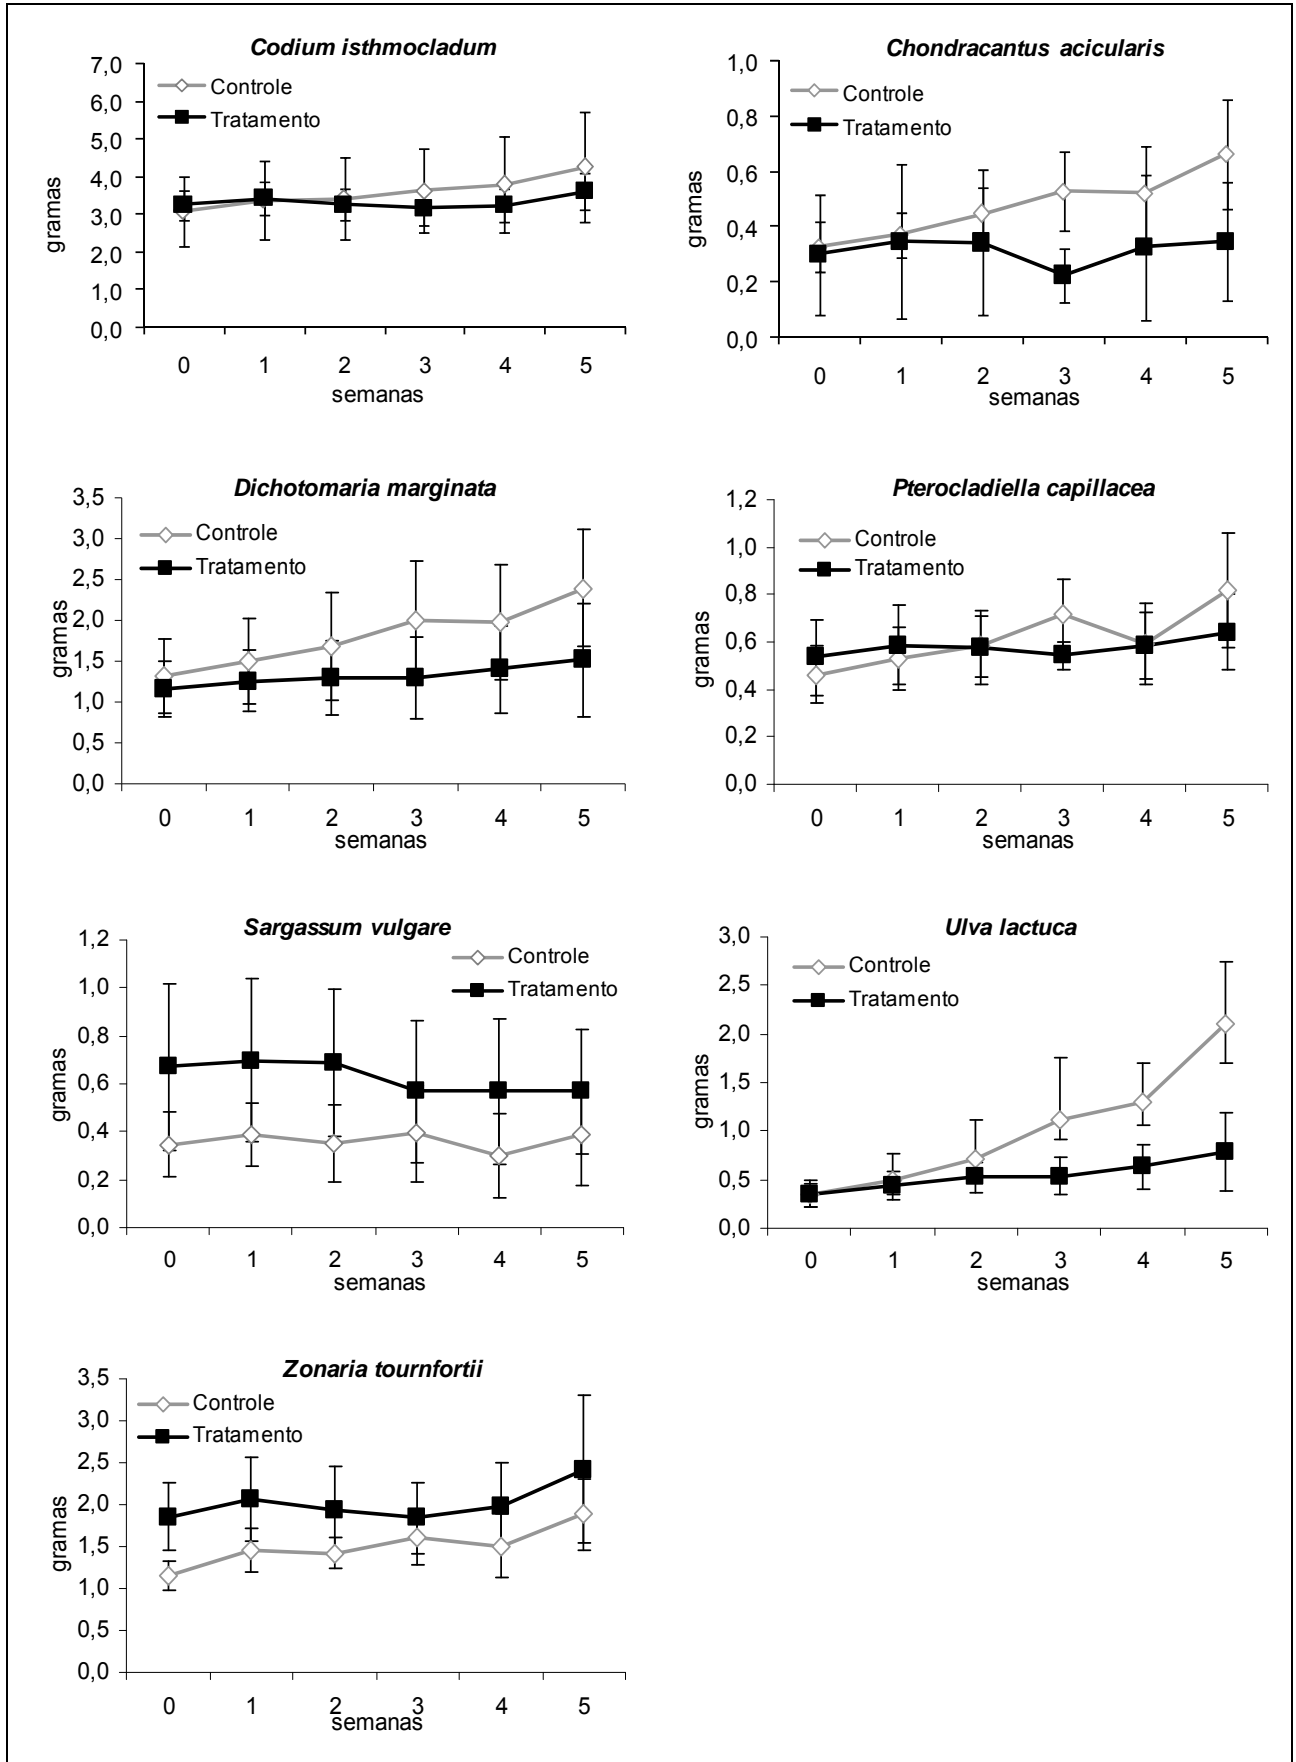 Codium isthmocladum
7,0
6,0
5,0
4,0
3,0
2,0
1,0
0,0
gramas
Controle
Tratamento
0 1 2 3 4 5
semanas
Chondracantus acicularis
1,0
0,8
0,6
0,4
0,2
0,0
gramas
Controle
Tratamento
0 1 2 3 4 5
semanas
Dichotomaria marginata
3,5
3,0
2,5
2,0
1,5
1,0
0,5
0,0
gramas
Controle
Tratamento
0 1 2 3 4 5
semanas
Pterocladiella capillacea
1,2
1,0
0,8
0,6
0,4
0,2
0,0
gramas
Controle
Tratamento
0 1 2 3 4 5
semanas
Sargassum vulgare
1,2
1,0
0,8
0,6
0,4
0,2
0,0
gramas
Controle
Tratamento
0 1 2 3 4 5
semanas
Ulva lactuca
3,0
2,5
2,0
1,5
1,0
0,5
0,0
gramas
Controle
Tratamento
0 1 2 3 4 5
semanas
Zonaria tournfortii
3,5
3,0
2,5
2,0
1,5
1,0
0,5
0,0
gramas
Controle
Tratamento
0 1 2 3 4 5
semanas